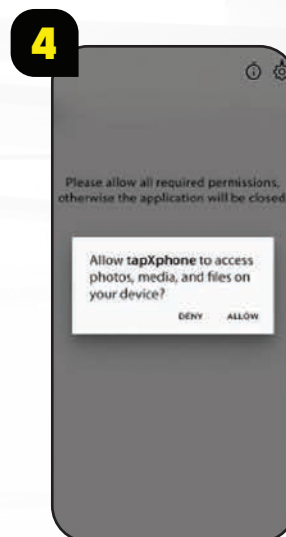 4
Please allow all required permissions,
otherwise the application will be closed
Allow tapXphone to access
photos, media, and files on
your device?
DENY ALLOW